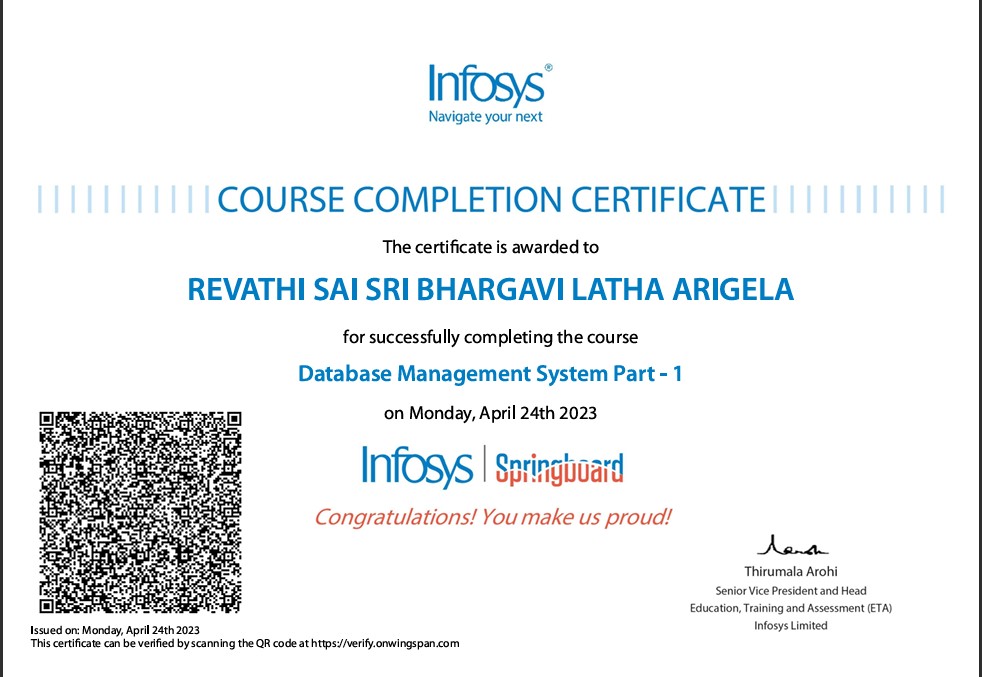 Infosys®
Navigate your next
COURSE COMPLETION CERTIFICATE
The certificate is awarded to
REVATHI SAI SRI BHARGAVI LATHA ARIGELA
for successfully completing the course
Database Management System Part - 1
on Monday, April 24th 2023
Infosys | Springboard
Congratulations! You make us proud!
Thirumala Arohi
Senior Vice President and Head
Education, Training and Assessment (ETA)
Infosys Limited
Issued on: Monday, April 24th 2023
This certificate can be verified by scanning the QR code at https://verify.onwingspan.com